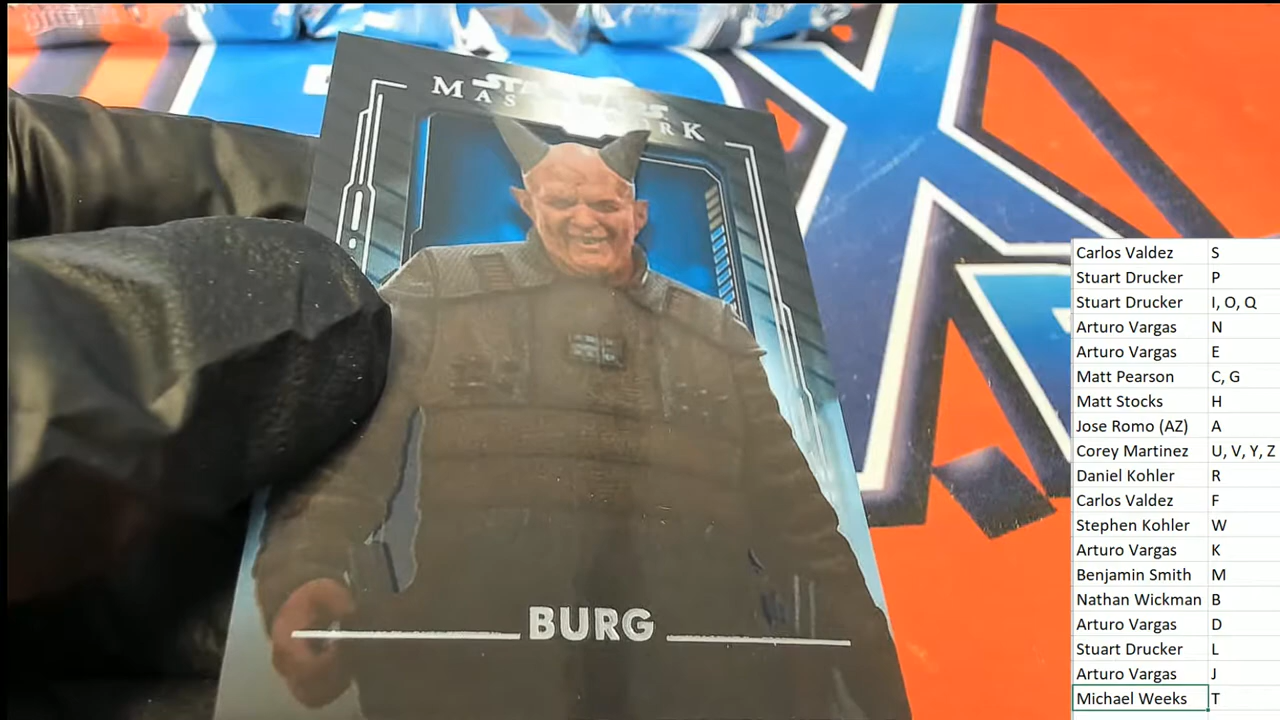 STAR WARS
MASTERWORK
BURG
Carlos Valdez S
Stuart Drucker P
Stuart Drucker I, O, Q
Arturo Vargas N
Arturo Vargas E
Matt Pearson C, G
Matt Stocks H
Jose Romo (AZ) A
Corey Martinez U, V, Y, Z
Daniel Kohler R
Carlos Valdez F
Stephen Kohler W
Arturo Vargas K
Benjamin Smith M
Nathan Wickman B
Arturo Vargas D
Stuart Drucker L
Arturo Vargas J
Michael Weeks T